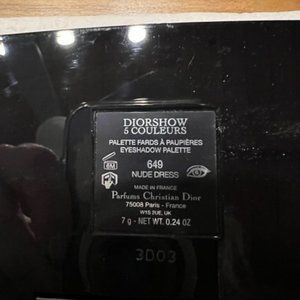 DIORSHOW
5 COULEURS
PALETTE FARDS À PAUPIÈRES
EYESHADOW PALETTE
6M
649
NUDE DRESS
MADE IN FRANCE
Parfums Christian Dior
75008 Paris - France
W1S 2UE, UK
7 g - NET WT. 0.24 OZ
3D03